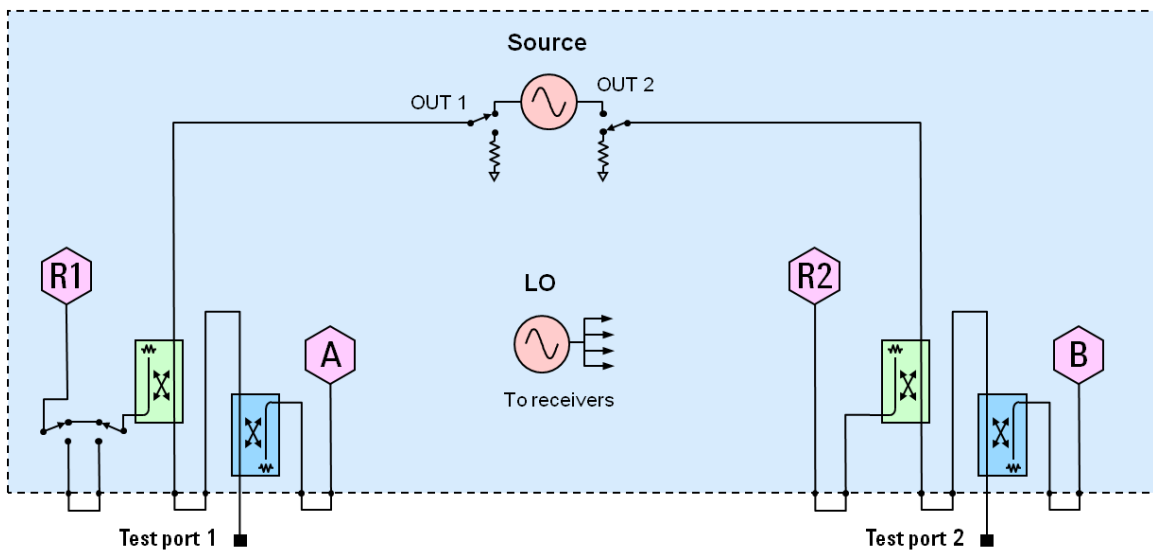 Source
OUT 1
OUT 2
R1
LO
R2
A
B
To receivers
Test port 1
Test port 2